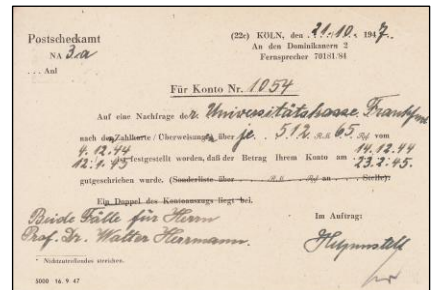 Postscheckamt
NA 3a
... Anl
(22c) KÖLN, den 21.10. 1947.
An den Dominikanern 2
Fernsprecher 70181/84
Für Konto Nr. 1054
Auf eine Nachfrage der Universitätskasse Frankfurt
nach den Zahlkarte / Überweisung über je 512 R.M. 65 Rpf vom
4.12.44 14.12.44
12.1.45 ist festgestellt worden, daß der Betrag Ihrem Konto am 23.2.45.
gutgeschrieben wurde. (Sonderliste über R.M. Rpf an Stelle).
Ein Doppel des Kontoauszugs liegt bei.
Beide Fälle für Herrn
Prof. Dr. Walter Herrmann.
Im Auftrag:
* Nichtzutreffendes streichen.
5000 16. 9 47